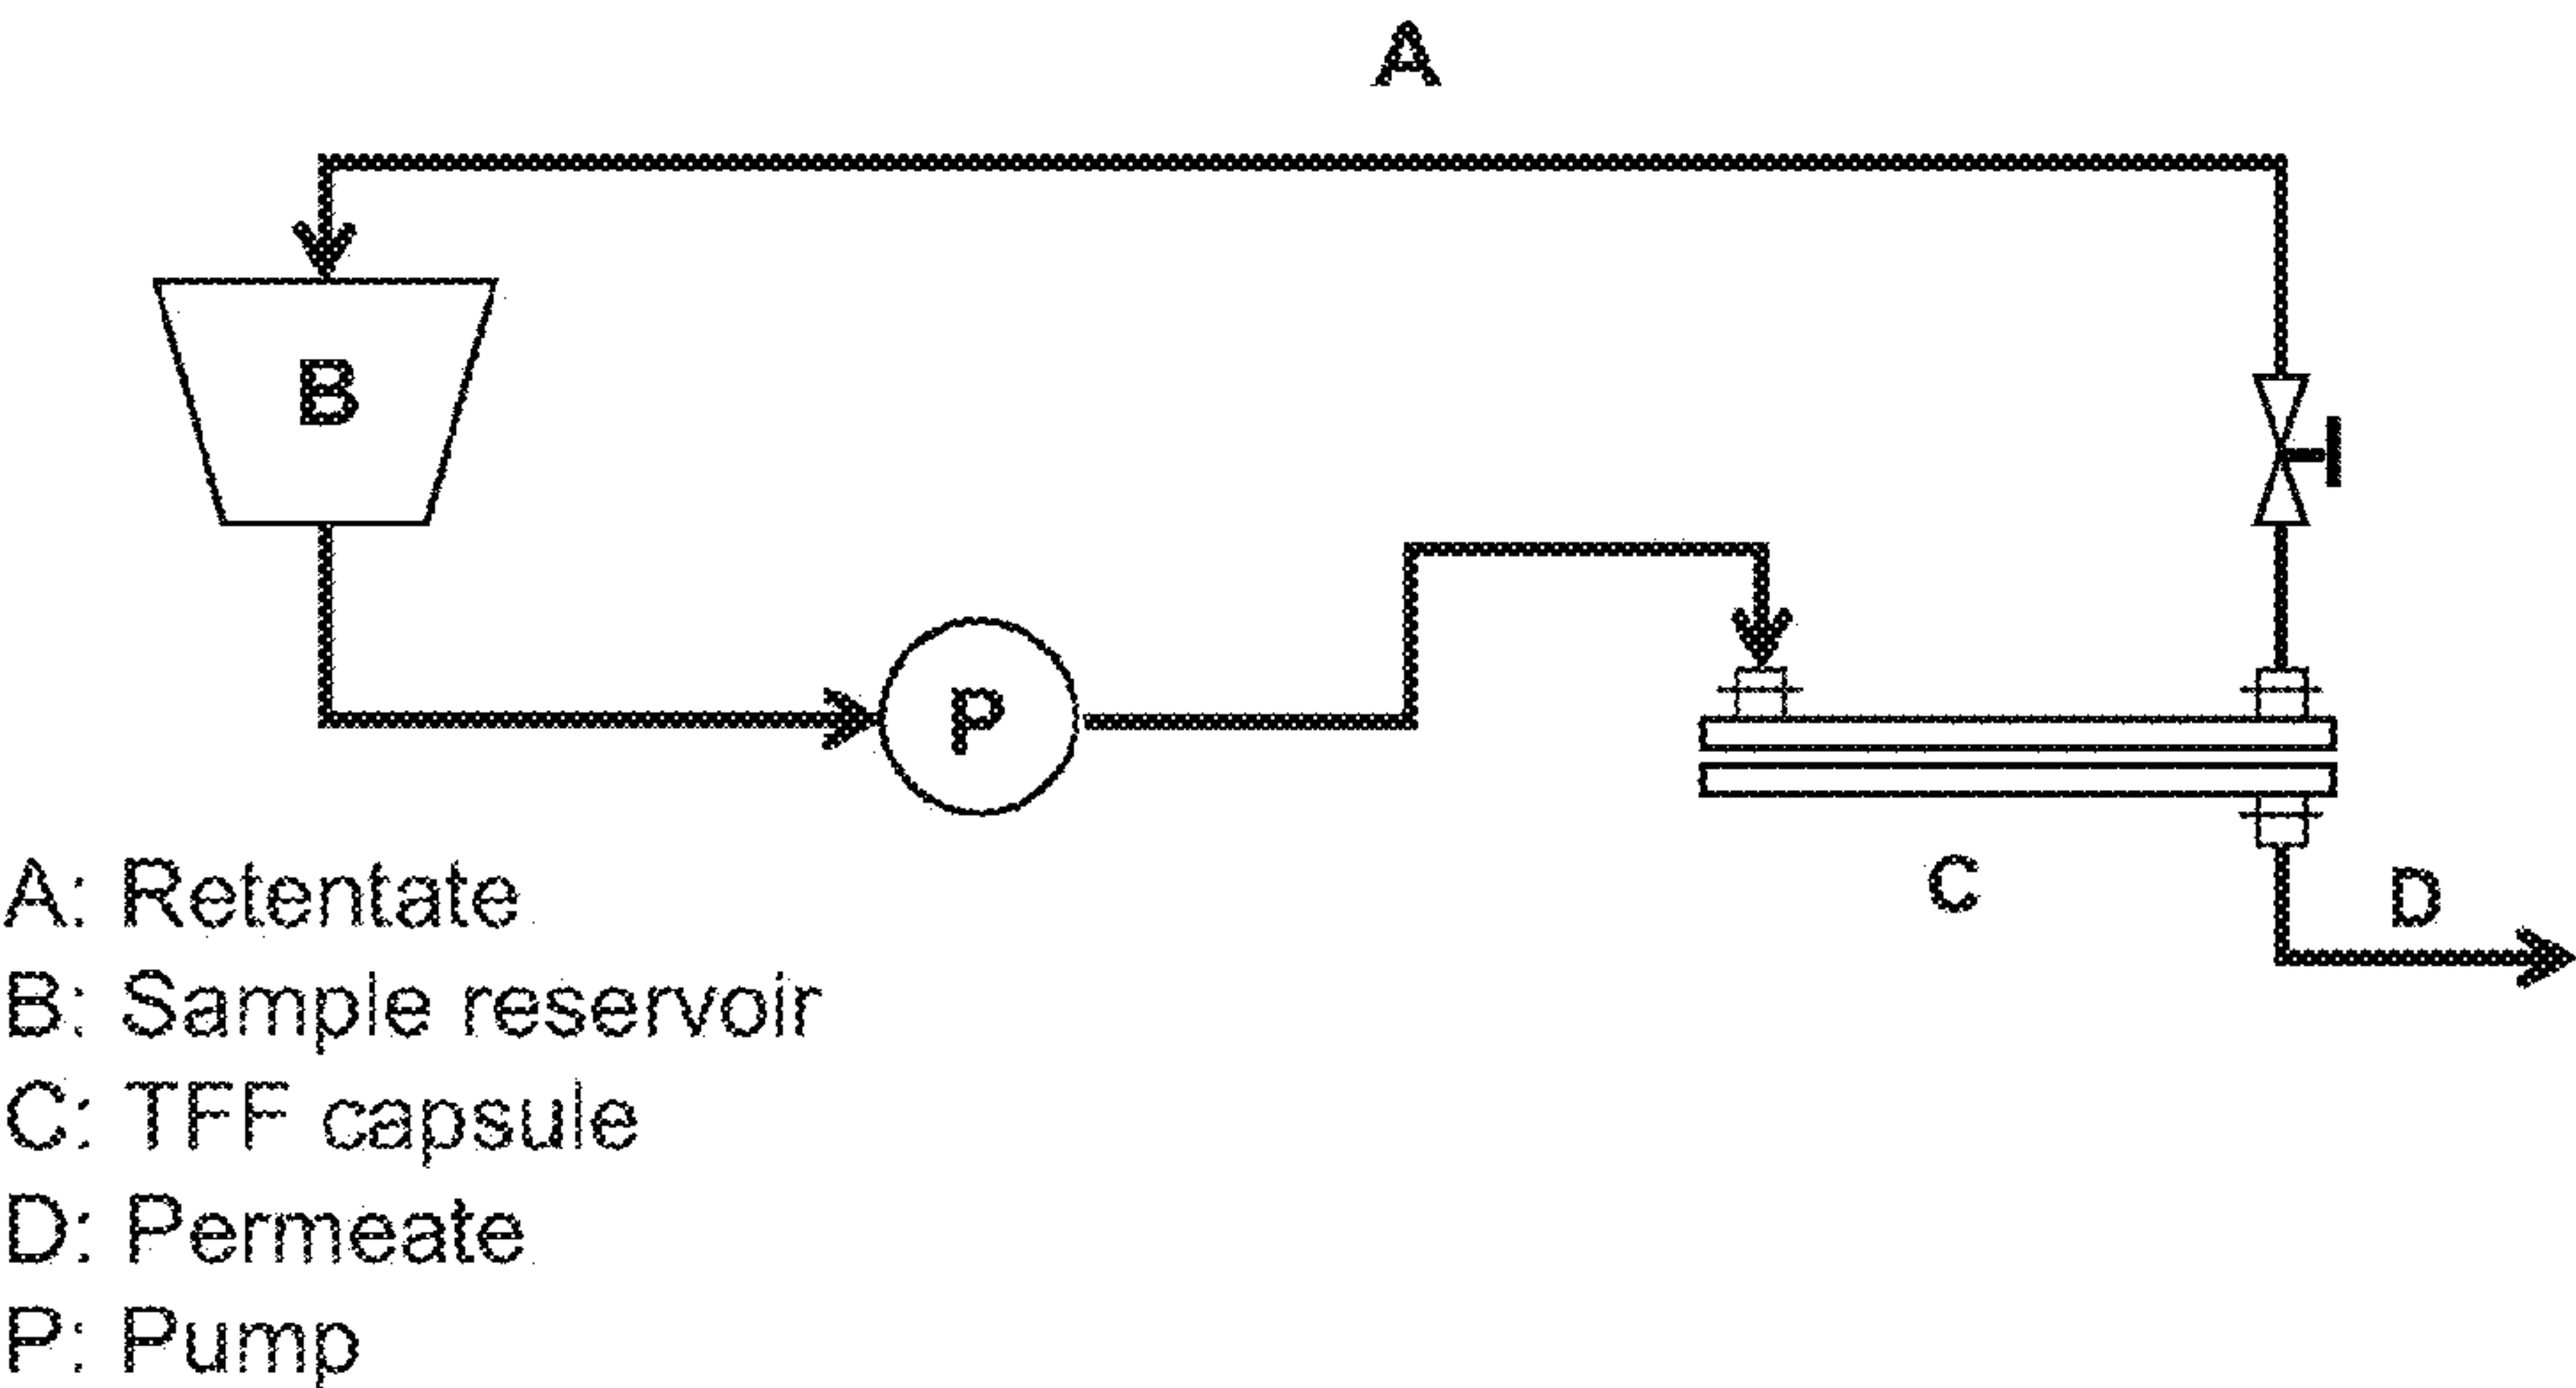 A
B
P
C
D
A: Retentate
B: Sample reservoir
C: TFF capsule
D: Permeate
P: Pump